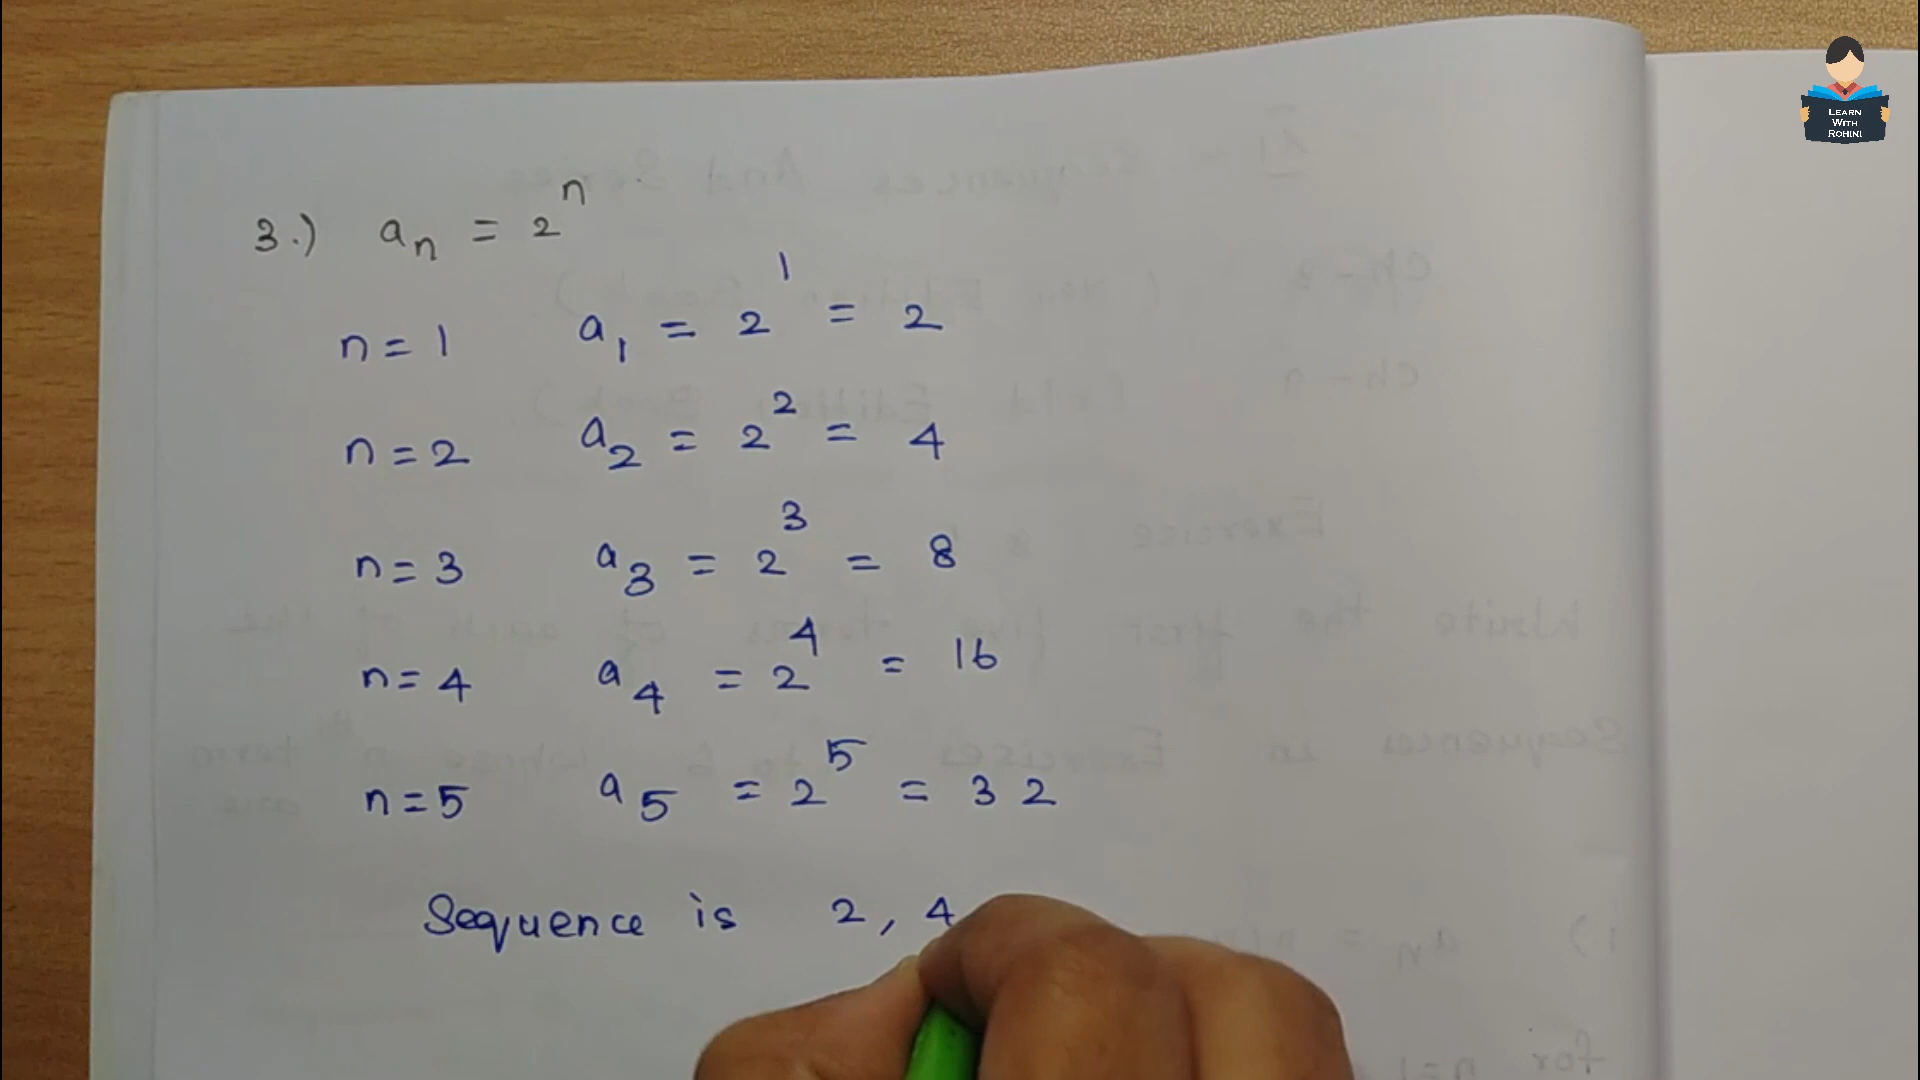 LEARN
WITH
ROHINI
3.) aₙ = 2ⁿ
n = 1 a₁ = 2¹ = 2
n = 2 a₂ = 2² = 4
n = 3 a₃ = 2³ = 8
n = 4 a₄ = 2⁴ = 16
n = 5 a₅ = 2⁵ = 32
Sequence is 2, 4